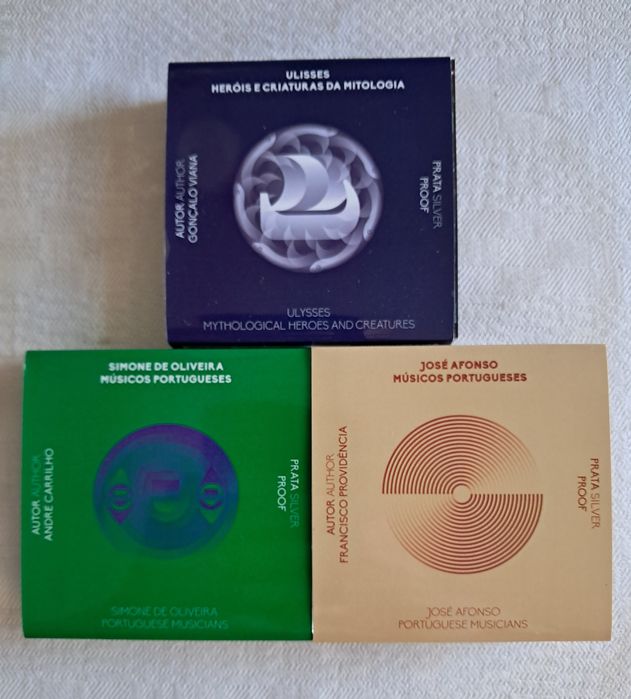 ULISSES
HERÓIS E CRIATURAS DA MITOLOGIA
AUTOR AUTHOR
GONÇALO VIANA
PRATA SILVER
PROOF
ULYSSES
MYTHOLOGICAL HEROES AND CREATURES
SIMONE DE OLIVEIRA
MÚSICOS PORTUGUESES
AUTOR AUTHOR
ANDRÉ CARRILHO
PRATA SILVER
PROOF
SIMONE DE OLIVEIRA
PORTUGUESE MUSICIANS
JOSÉ AFONSO
MÚSICOS PORTUGUESES
AUTOR AUTHOR
FRANCISCO PROVIDÊNCIA
PRATA SILVER
PROOF
JOSÉ AFONSO
PORTUGUESE MUSICIANS